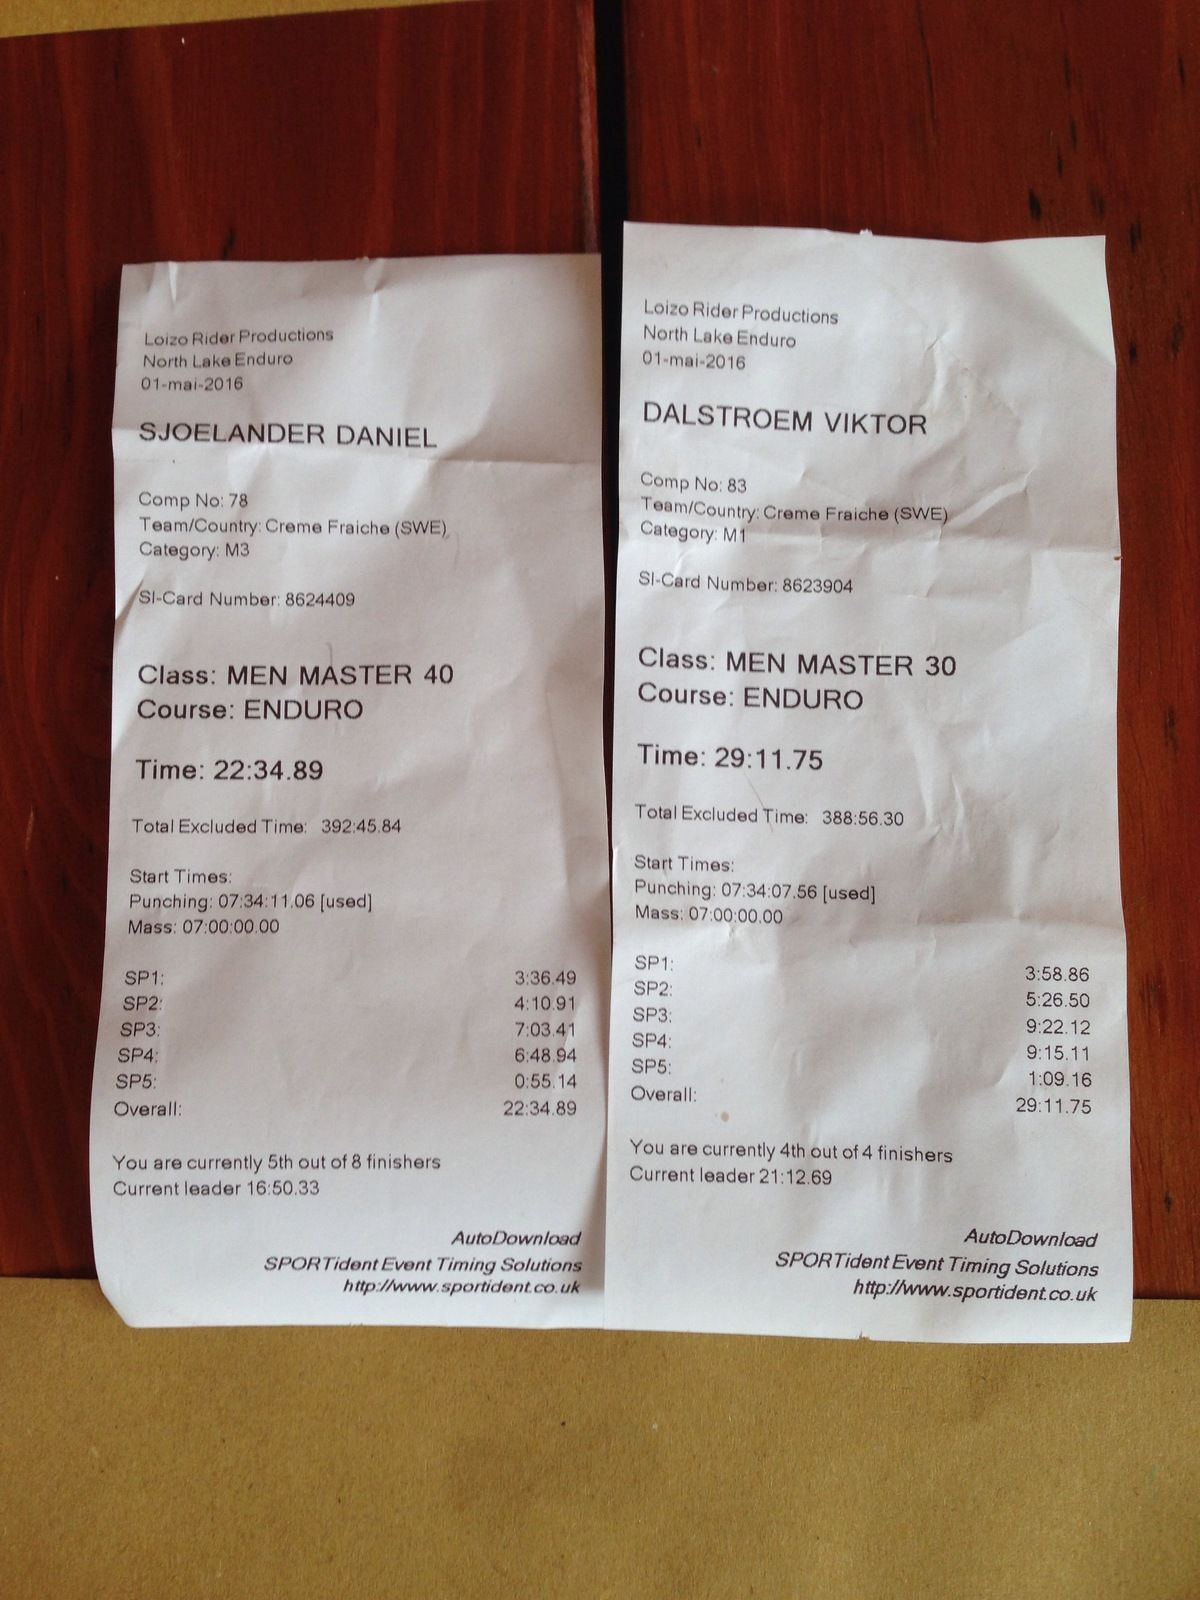 Loizo Rider Productions
North Lake Enduro
01-mai-2016
SJOELANDER DANIEL
Comp No: 78
Team/Country: Creme Fraiche (SWE)
Category: M3
SI-Card Number: 8624409
Class: MEN MASTER 40
Course: ENDURO
Time: 22:34.89
Total Excluded Time: 392:45.84
Start Times:
Punching: 07:34:11.06 [used]
Mass: 07:00:00.00
SP1: 3:36.49
SP2: 4:10.91
SP3: 7:03.41
SP4: 6:48.94
SP5: 0:55.14
Overall: 22:34.89
You are currently 5th out of 8 finishers
Current leader 16:50.33
AutoDownload
SPORTident Event Timing Solutions
http://www.sportident.co.uk
Loizo Rider Productions
North Lake Enduro
01-mai-2016
DALSTROEM VIKTOR
Comp No: 83
Team/Country: Creme Fraiche (SWE)
Category: M1
SI-Card Number: 8623904
Class: MEN MASTER 30
Course: ENDURO
Time: 29:11.75
Total Excluded Time: 388:56.30
Start Times:
Punching: 07:34:07.56 [used]
Mass: 07:00:00.00
SP1: 3:58.86
SP2: 5:26.50
SP3: 9:22.12
SP4: 9:15.11
SP5: 1:09.16
Overall: 29:11.75
You are currently 4th out of 4 finishers
Current leader 21:12.69
AutoDownload
SPORTident Event Timing Solutions
http://www.sportident.co.uk